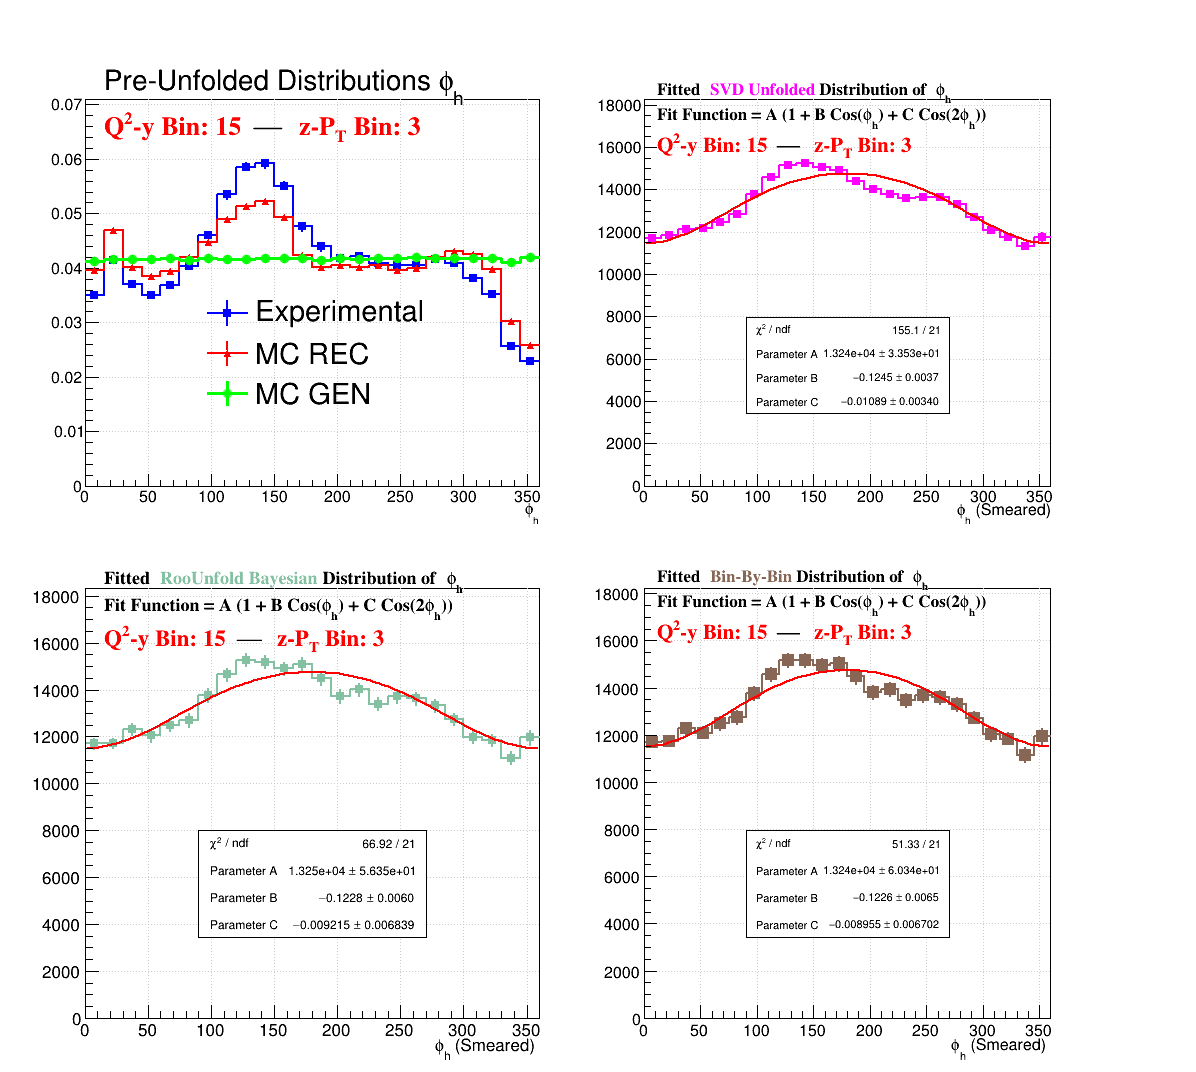 Pre-Unfolded Distributions ϕh
Q²-y Bin: 15 — z-PT Bin: 3
0.07
0.06
0.05
0.04
0.03
0.02
0.01
0
Experimental
MC REC
MC GEN
0 50 100 150 200 250 300 350
ϕh
Fitted SVD Unfolded Distribution of ϕh
Fit Function = A (1 + B Cos(ϕh) + C Cos(2ϕh))
Q²-y Bin: 15 — z-PT Bin: 3
18000
16000
14000
12000
10000
8000
6000
4000
2000
0
χ² / ndf 155.1 / 21
Parameter A 1.324e+04 ± 3.353e+01
Parameter B −0.1245 ± 0.0037
Parameter C −0.01089 ± 0.00340
0 50 100 150 200 250 300 350
ϕh (Smeared)
Fitted RooUnfold Bayesian Distribution of ϕh
Fit Function = A (1 + B Cos(ϕh) + C Cos(2ϕh))
Q²-y Bin: 15 — z-PT Bin: 3
18000
16000
14000
12000
10000
8000
6000
4000
2000
0
χ² / ndf 66.92 / 21
Parameter A 1.325e+04 ± 5.635e+01
Parameter B −0.1228 ± 0.0060
Parameter C −0.009215 ± 0.006839
0 50 100 150 200 250 300 350
ϕh (Smeared)
Fitted Bin-By-Bin Distribution of ϕh
Fit Function = A (1 + B Cos(ϕh) + C Cos(2ϕh))
Q²-y Bin: 15 — z-PT Bin: 3
18000
16000
14000
12000
10000
8000
6000
4000
2000
0
χ² / ndf 51.33 / 21
Parameter A 1.324e+04 ± 6.034e+01
Parameter B −0.1226 ± 0.0065
Parameter C −0.008955 ± 0.006702
0 50 100 150 200 250 300 350
ϕh (Smeared)